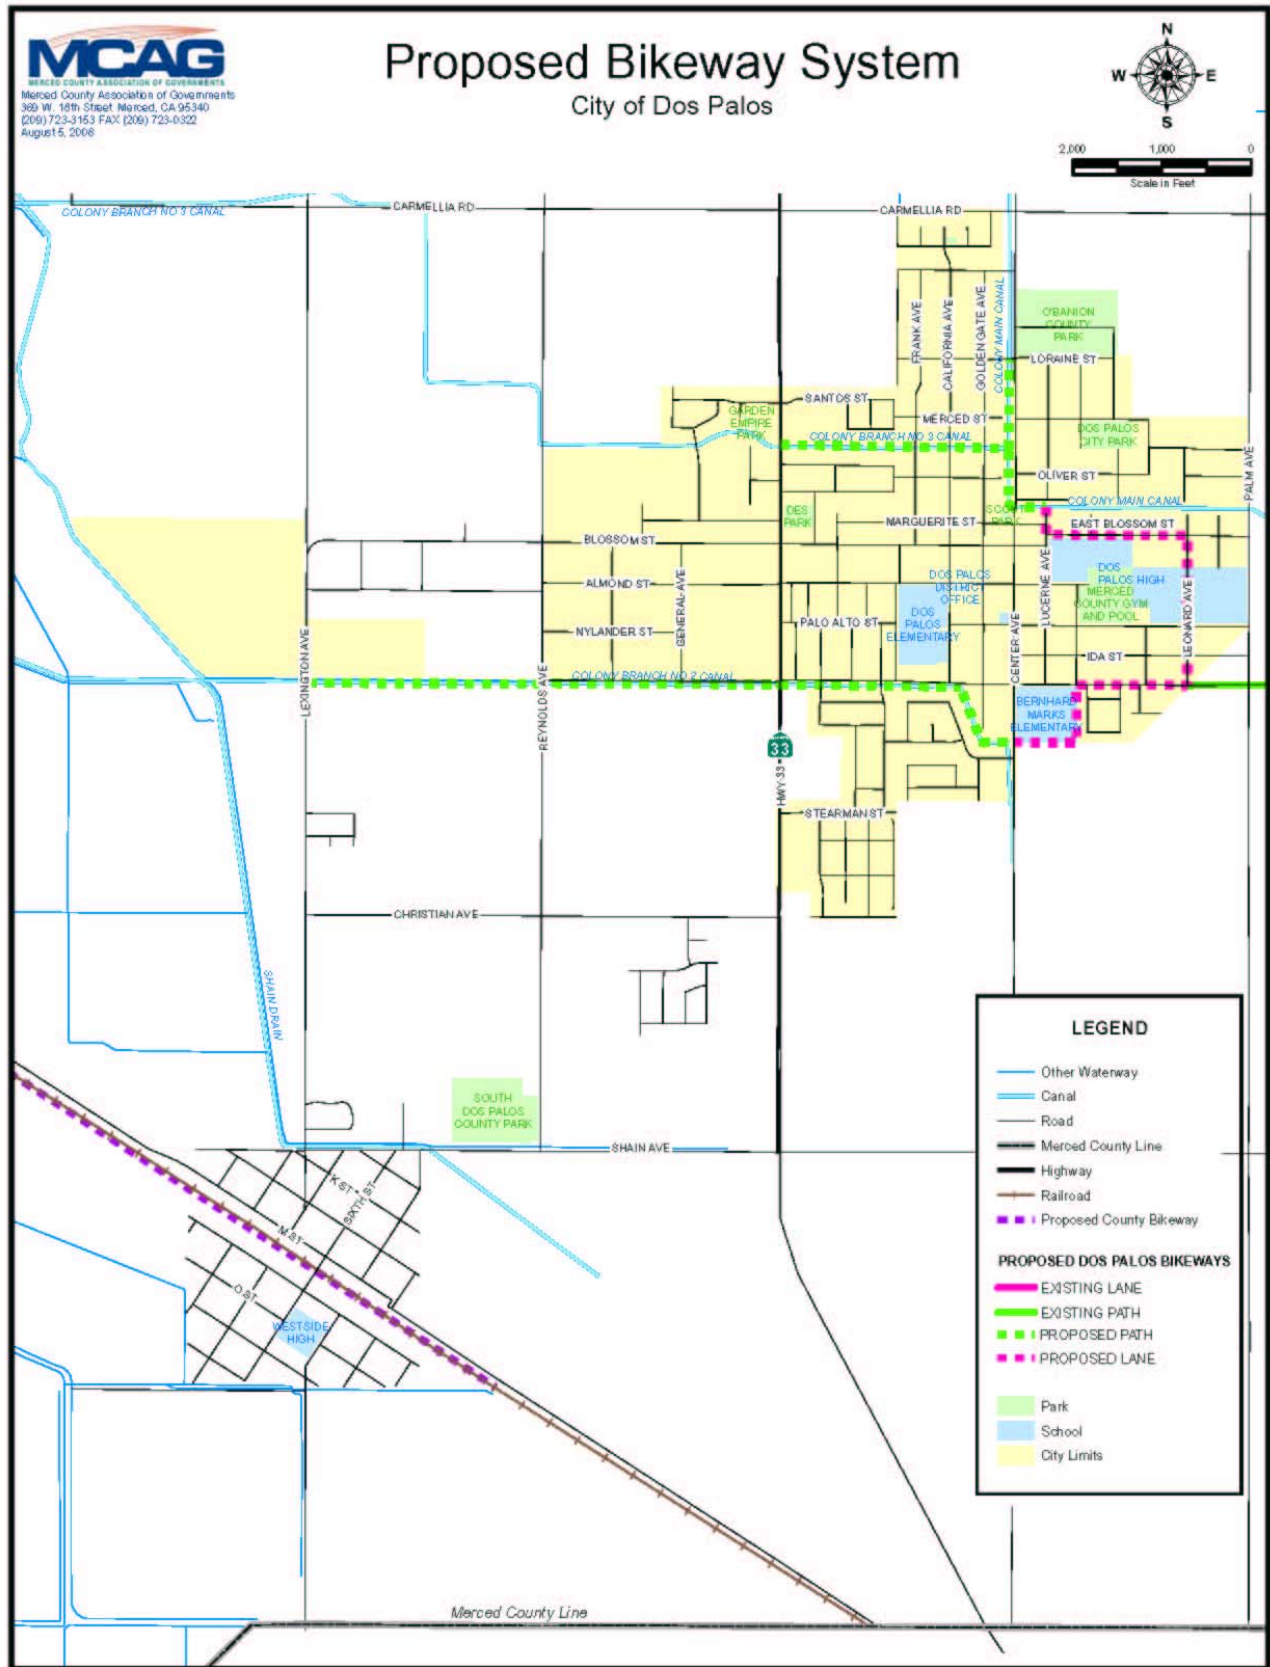 MCAG
MERCED COUNTY ASSOCIATION OF GOVERNMENTS
Merced County Association of Governments
369 W. 18th Street Merced, CA 95340
(209) 723-3153 FAX (209) 723-0322
August 5, 2008
Proposed Bikeway System
City of Dos Palos
N
W
E
S
2,000
1,000
0
Scale in Feet
COLONY BRANCH NO 3 CANAL
CARMELLIA RD
CARMELLIA RD
FRANK AVE
CALIFORNIA AVE
GOLDEN GATE AVE
COLONY MAIN CANAL
O'BANION
COUNTY
PARK
LORAINE ST
SANTOS ST
GARDEN
EMPIRE
PARK
MERCED ST
COLONY BRANCH NO 3 CANAL
DOS PALOS
CITY PARK
OLIVER ST
PALM AVE
COLONY MAIN CANAL
DES
PARK
MARGUERITE ST
SCOUT
PARK
EAST BLOSSOM ST
BLOSSOM ST
ALMOND ST
GENERAL AVE
NYLANDER ST
DOS PALOS
DISTRICT
OFFICE
DOS
PALOS
ELEMENTARY
PALO ALTO ST
LUCERNE AVE
CENTER AVE
DOS
PALOS HIGH
MERCED
COUNTY GYM
AND POOL
LEONARD AVE
IDA ST
LEXINGTON AVE
REYNOLDS AVE
COLONY BRANCH NO 2 CANAL
BERNHARD
MARKS
ELEMENTARY
33
HWY 33
STEARMAN ST
CHRISTIAN AVE
SHAIN DRAIN
SOUTH
DOS PALOS
COUNTY PARK
SHAIN AVE
K ST
SIXTH ST
M ST
O ST
WESTSIDE
HIGH
Merced County Line
LEGEND
Other Waterway
Canal
Road
Merced County Line
Highway
Railroad
Proposed County Bikeway
PROPOSED DOS PALOS BIKEWAYS
EXISTING LANE
EXISTING PATH
PROPOSED PATH
PROPOSED LANE
Park
School
City Limits